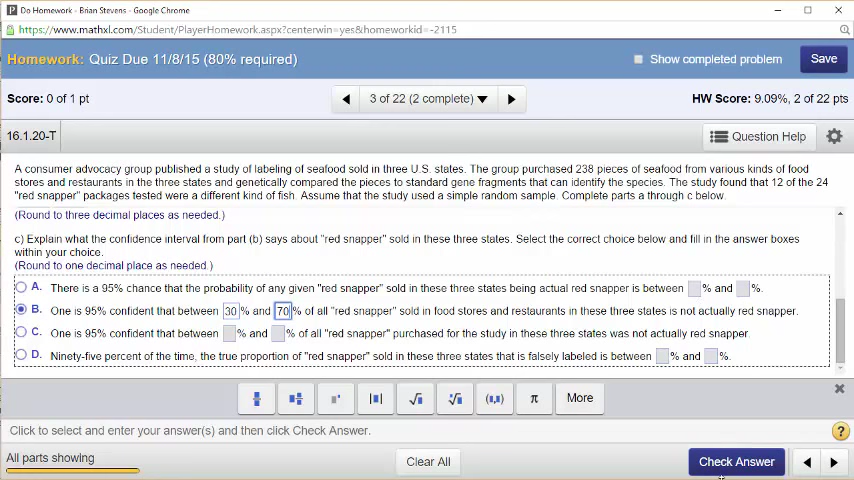 Do Homework - Brian Stevens - Google Chrome
https://www.mathxl.com/Student/PlayerHomework.aspx?centerwin=yes&homeworkid=-2115
Homework: Quiz Due 11/8/15 (80% required)
Show completed problem
Save
Score: 0 of 1 pt
3 of 22 (2 complete)
HW Score: 9.09%, 2 of 22 pts
16.1.20-T
Question Help
A consumer advocacy group published a study of labeling of seafood sold in three U.S. states. The group purchased 238 pieces of seafood from various kinds of food
stores and restaurants in the three states and genetically compared the pieces to standard gene fragments that can identify the species. The study found that 12 of the 24
"red snapper" packages tested were a different kind of fish. Assume that the study used a simple random sample. Complete parts a through c below.
(Round to three decimal places as needed.)
c) Explain what the confidence interval from part (b) says about "red snapper" sold in these three states. Select the correct choice below and fill in the answer boxes
within your choice.
(Round to one decimal place as needed.)
A. There is a 95% chance that the probability of any given "red snapper" sold in these three states being actual red snapper is between % and %.
B. One is 95% confident that between 30 % and 70 % of all "red snapper" sold in food stores and restaurants in these three states is not actually red snapper.
C. One is 95% confident that between % and % of all "red snapper" purchased for the study in these three states was not actually red snapper.
D. Ninety-five percent of the time, the true proportion of "red snapper" sold in these three states that is falsely labeled is between % and %.
√ π More
Click to select and enter your answer(s) and then click Check Answer.
?
All parts showing
Clear All
Check Answer